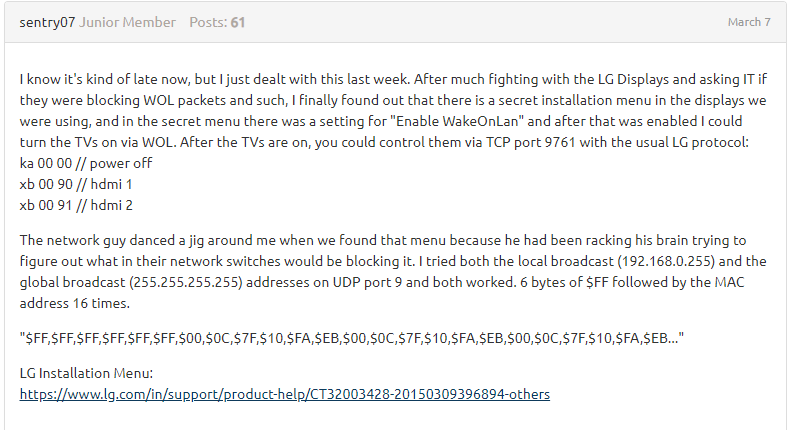 sentry07 Junior Member Posts: 61 March 7
I know it's kind of late now, but I just dealt with this last week. After much fighting with the LG Displays and asking IT if
they were blocking WOL packets and such, I finally found out that there is a secret installation menu in the displays we
were using, and in the secret menu there was a setting for "Enable WakeOnLan" and after that was enabled I could
turn the TVs on via WOL. After the TVs are on, you could control them via TCP port 9761 with the usual LG protocol:
ka 00 00 // power off
xb 00 90 // hdmi 1
xb 00 91 // hdmi 2
The network guy danced a jig around me when we found that menu because he had been racking his brain trying to
figure out what in their network switches would be blocking it. I tried both the local broadcast (192.168.0.255) and the
global broadcast (255.255.255.255) addresses on UDP port 9 and both worked. 6 bytes of $FF followed by the MAC
address 16 times.
"$FF,$FF,$FF,$FF,$FF,$FF,$00,$0C,$7F,$10,$FA,$EB,$00,$0C,$7F,$10,$FA,$EB,$00,$0C,$7F,$10,$FA,$EB..."
LG Installation Menu:
https://www.lg.com/in/support/product-help/CT32003428-20150309396894-others